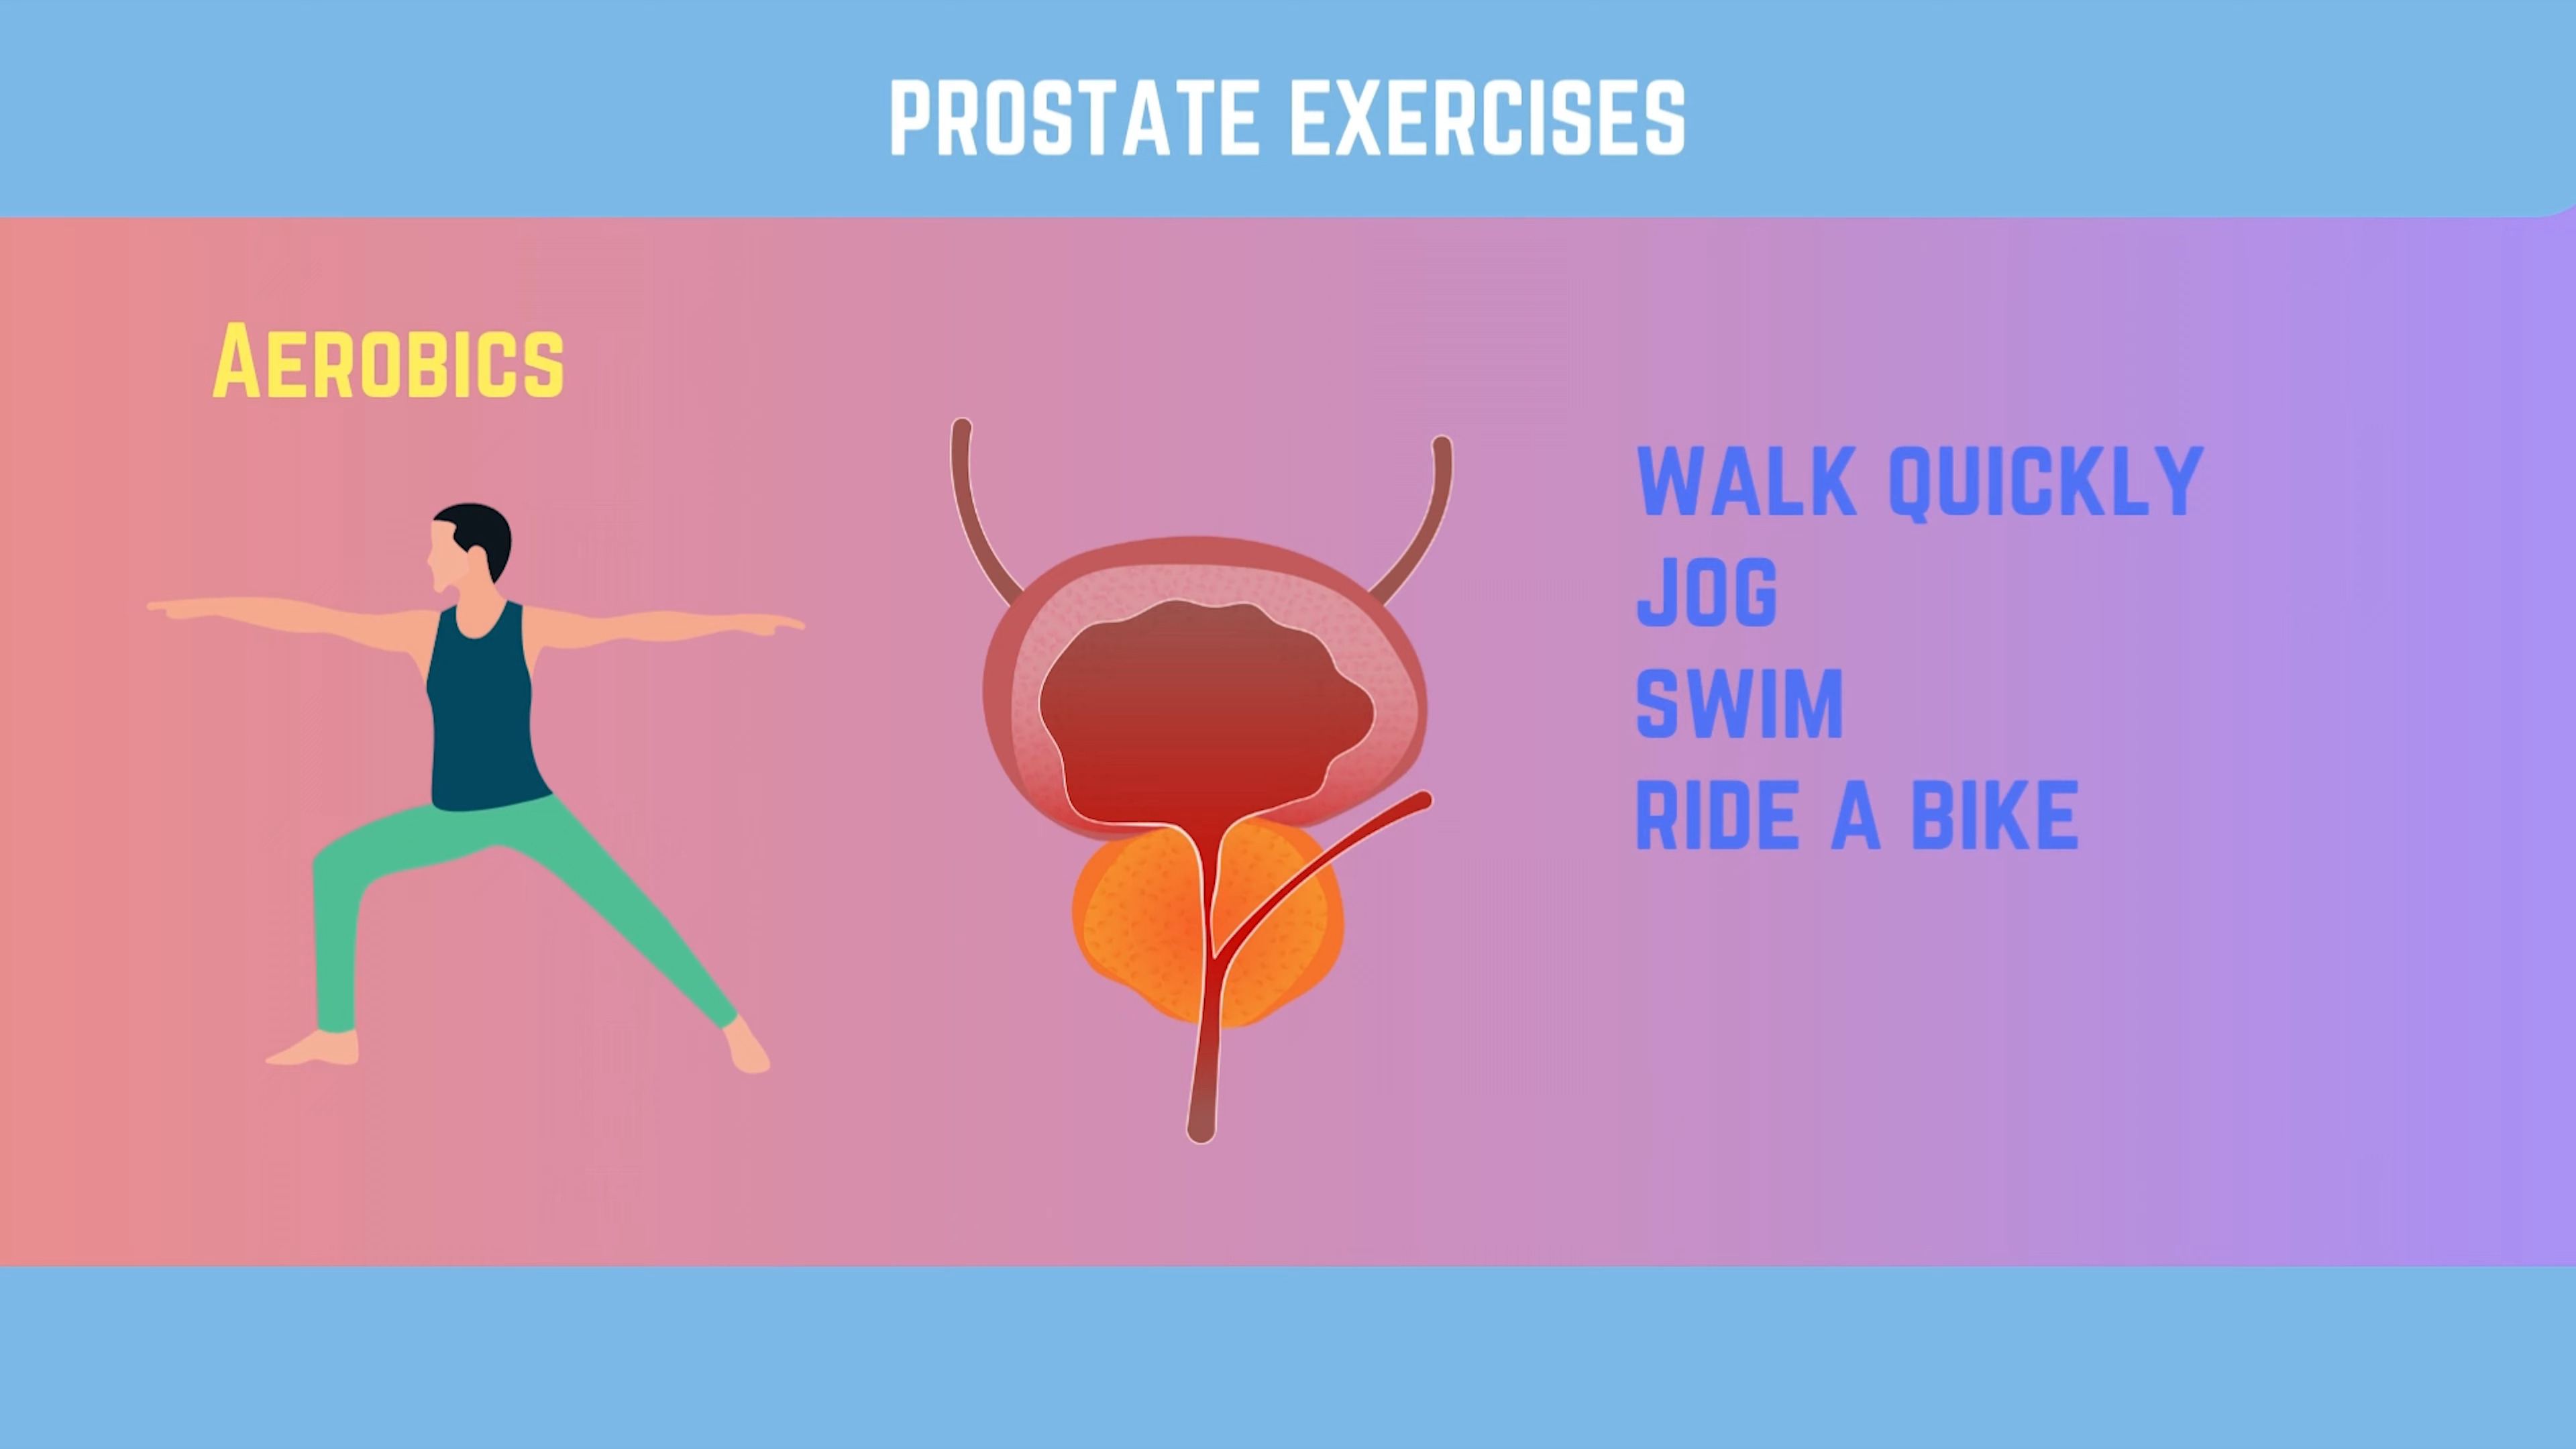 PROSTATE EXERCISES
AEROBICS
WALK QUICKLY
JOG
SWIM
RIDE A BIKE